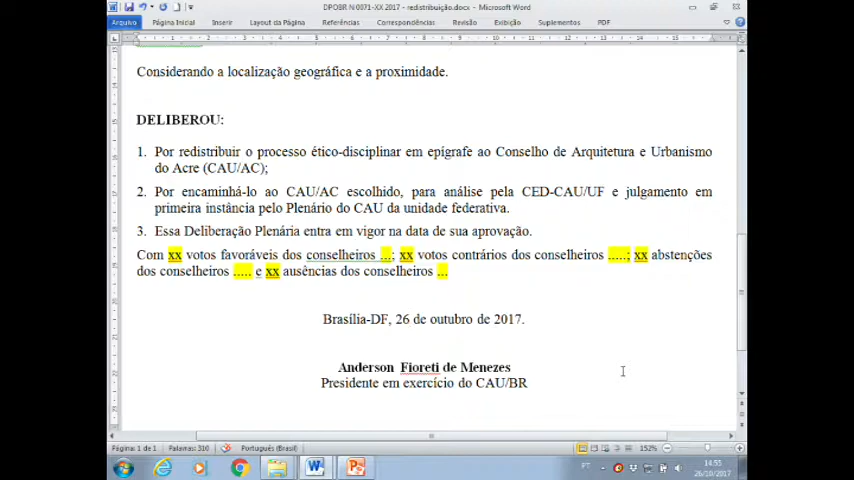 DPOBR N 0071-XX 2017 - redistribuição.docx - Microsoft Word
Arquivo Página Inicial Inserir Layout da Página Referências Correspondências Revisão Exibição Suplementos PDF
Considerando a localização geográfica e a proximidade.
DELIBEROU:
1. Por redistribuir o processo ético-disciplinar em epígrafe ao Conselho de Arquitetura e Urbanismo
do Acre (CAU/AC);
2. Por encaminhá-lo ao CAU/AC escolhido, para análise pela CED-CAU/UF e julgamento em
primeira instância pelo Plenário do CAU da unidade federativa.
3. Essa Deliberação Plenária entra em vigor na data de sua aprovação.
Com xx votos favoráveis dos conselheiros ...; xx votos contrários dos conselheiros .....; xx abstenções
dos conselheiros ..... e xx ausências dos conselheiros ...
Brasília-DF, 26 de outubro de 2017.
Anderson Fioreti de Menezes
Presidente em exercício do CAU/BR
Página: 1 de 1 Palavras: 310 Português (Brasil) 152%
PT 14:55
26/10/2017